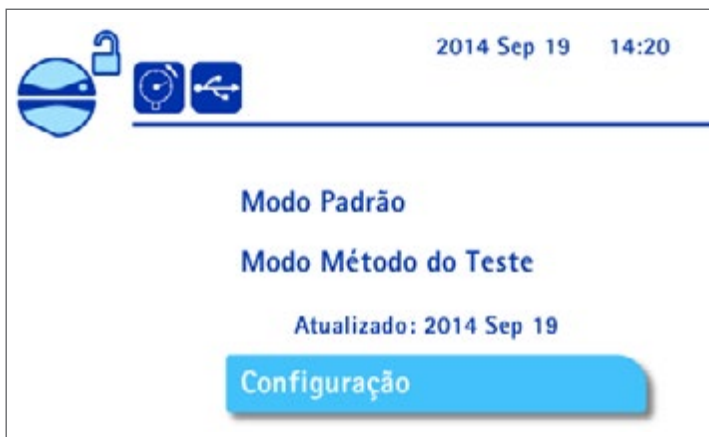 2014 Sep 19 14:20
Modo Padrão
Modo Método do Teste
Atualizado: 2014 Sep 19
Configuração